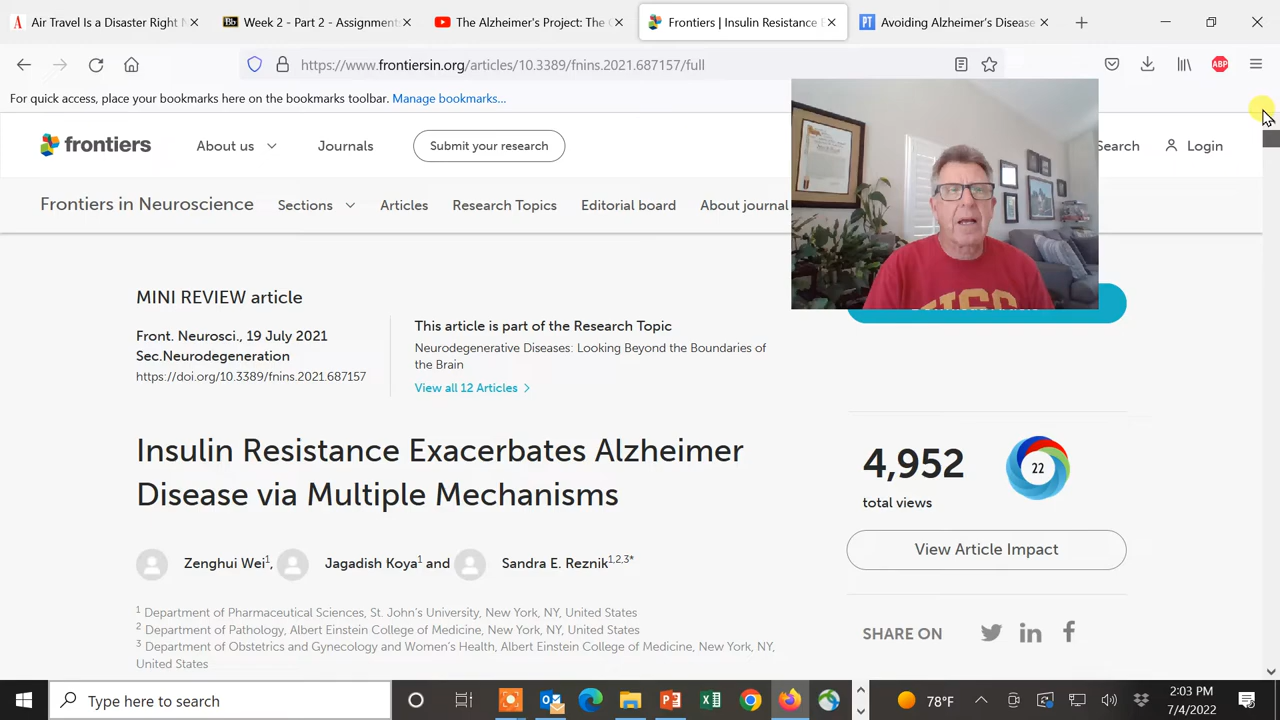 Air Travel Is a Disaster Right N
Bb Week 2 - Part 2 - Assignments
The Alzheimer's Project: The C
Frontiers | Insulin Resistance E
PT Avoiding Alzheimer's Disease
https://www.frontiersin.org/articles/10.3389/fnins.2021.687157/full
ABP
For quick access, place your bookmarks here on the bookmarks toolbar. Manage bookmarks...
frontiers
About us
Journals
Submit your research
Search
Login
Frontiers in Neuroscience
Sections
Articles
Research Topics
Editorial board
About journal
MINI REVIEW article
Front. Neurosci., 19 July 2021
Sec.Neurodegeneration
https://doi.org/10.3389/fnins.2021.687157
This article is part of the Research Topic
Neurodegenerative Diseases: Looking Beyond the Boundaries of
the Brain
View all 12 Articles
Insulin Resistance Exacerbates Alzheimer
Disease via Multiple Mechanisms
4,952
total views
22
View Article Impact
Zenghui Wei1, Jagadish Koya1 and Sandra E. Reznik1,2,3*
1 Department of Pharmaceutical Sciences, St. John's University, New York, NY, United States
2 Department of Pathology, Albert Einstein College of Medicine, New York, NY, United States
3 Department of Obstetrics and Gynecology and Women's Health, Albert Einstein College of Medicine, New York, NY,
United States
SHARE ON
Type here to search
78°F
2:03 PM
7/4/2022